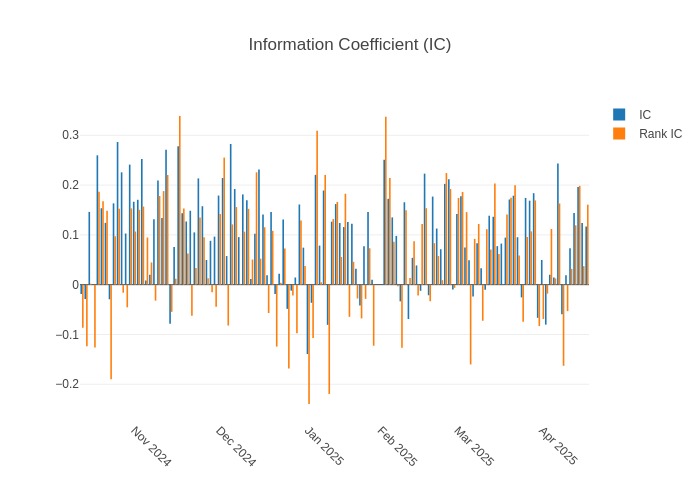 Information Coefficient (IC)
IC
Rank IC
0.3
0.2
0.1
0
−0.1
−0.2
Nov 2024
Dec 2024
Jan 2025
Feb 2025
Mar 2025
Apr 2025